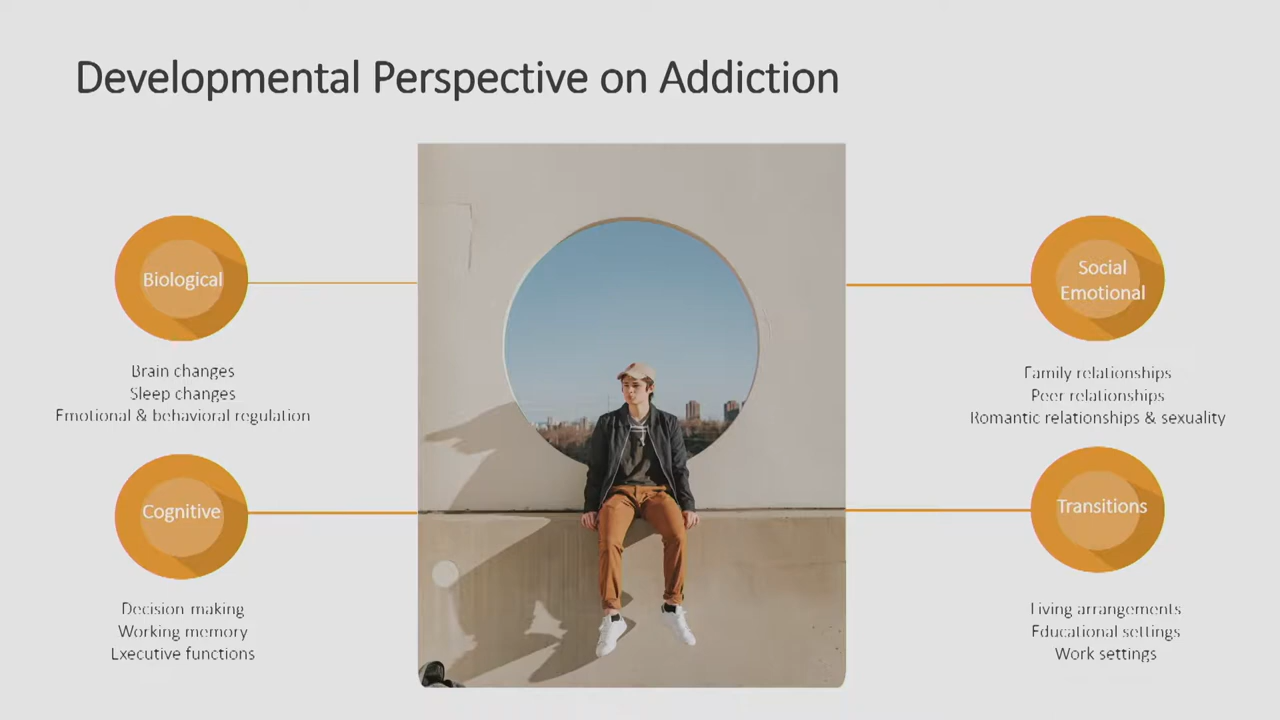 Developmental Perspective on Addiction
Biological
Brain changes
Sleep changes
Emotional & behavioral regulation
Cognitive
Decision-making
Working memory
Executive functions
Social
Emotional
Family relationships
Peer relationships
Romantic relationships & sexuality
Transitions
Living arrangements
Educational settings
Work settings